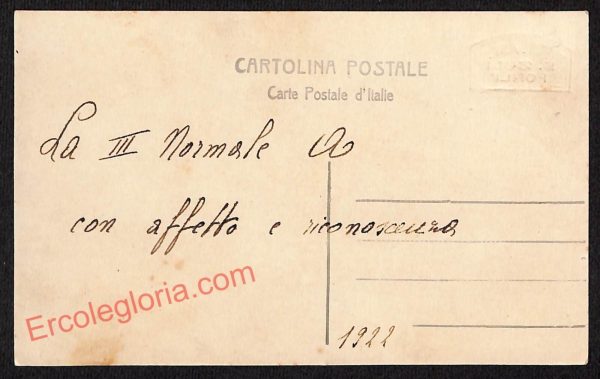 CARTOLINA POSTALE
Carte Postale d'Italie
La III Normale A
con affetto e riconoscenza
1922
Ercolegloria.com